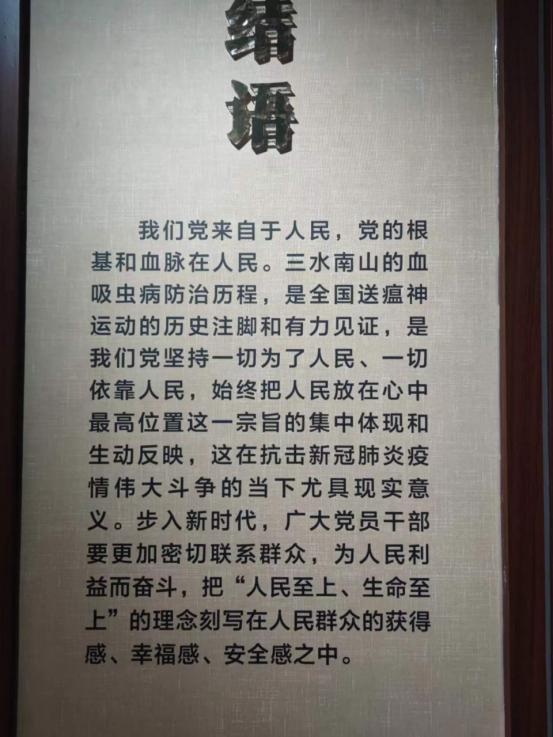 结语
我们党来自于人民，党的根
基和血脉在人民。三水南山的血
吸虫病防治历程，是全国送瘟神
运动的历史注脚和有力见证，是
我们党坚持一切为了人民、一切
依靠人民，始终把人民放在心中
最高位置这一宗旨的集中体现和
生动反映，这在抗击新冠肺炎疫
情伟大斗争的当下尤具现实意
义。步入新时代，广大党员干部
要更加密切联系群众，为人民利
益而奋斗，把“人民至上、生命至
上”的理念刻写在人民群众的获得
感、幸福感、安全感之中。